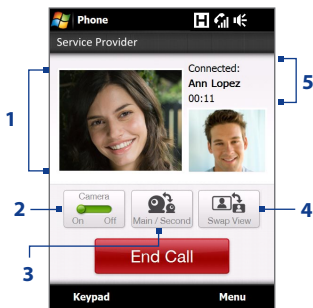 Phone
H
Service Provider
Connected:
Ann Lopez
00:11
1
5
Camera
On Off
Main / Second
Swap View
2
4
3
End Call
Keypad Menu